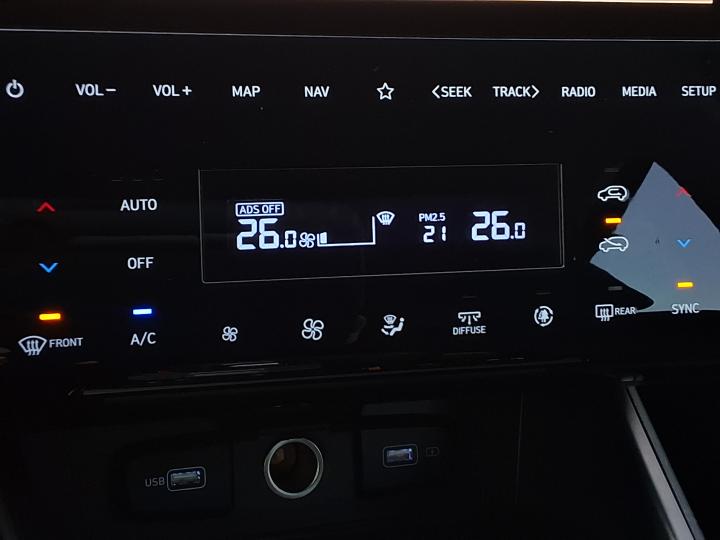 VOL− VOL+ MAP NAV <SEEK TRACK> RADIO MEDIA SETUP
AUTO
ADS OFF
26.0
PM2.5
21
26.0
OFF
FRONT
A/C
DIFFUSE
REAR
SYNC
USB